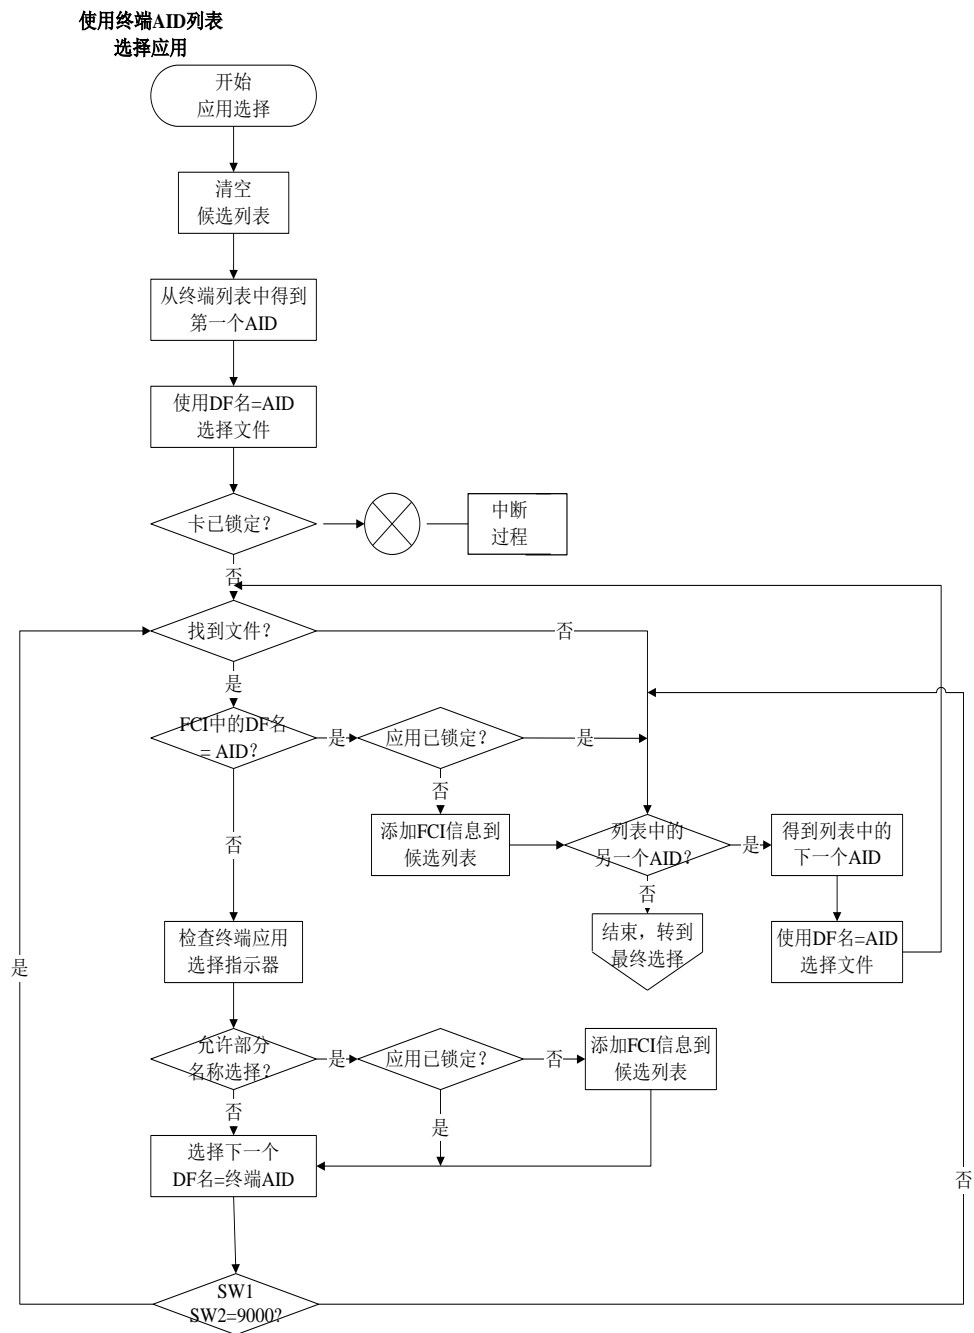 使用终端AID列表
选择应用
开始
应用选择
清空
候选列表
从终端列表中得到
第一个AID
使用DF名=AID
选择文件
卡已锁定？
中断
过程
否
找到文件？
否
是
FCI中的DF名
= AID？
是
应用已锁定？
是
否
否
添加FCI信息到
候选列表
列表中的
另一个AID？
是
得到列表中的
下一个AID
否
结束，转到
最终选择
使用DF名=AID
选择文件
检查终端应用
选择指示器
是
允许部分
名称选择？
是
应用已锁定？
否
添加FCI信息到
候选列表
否
是
选择下一个
DF名=终端AID
否
SW1
SW2=9000?